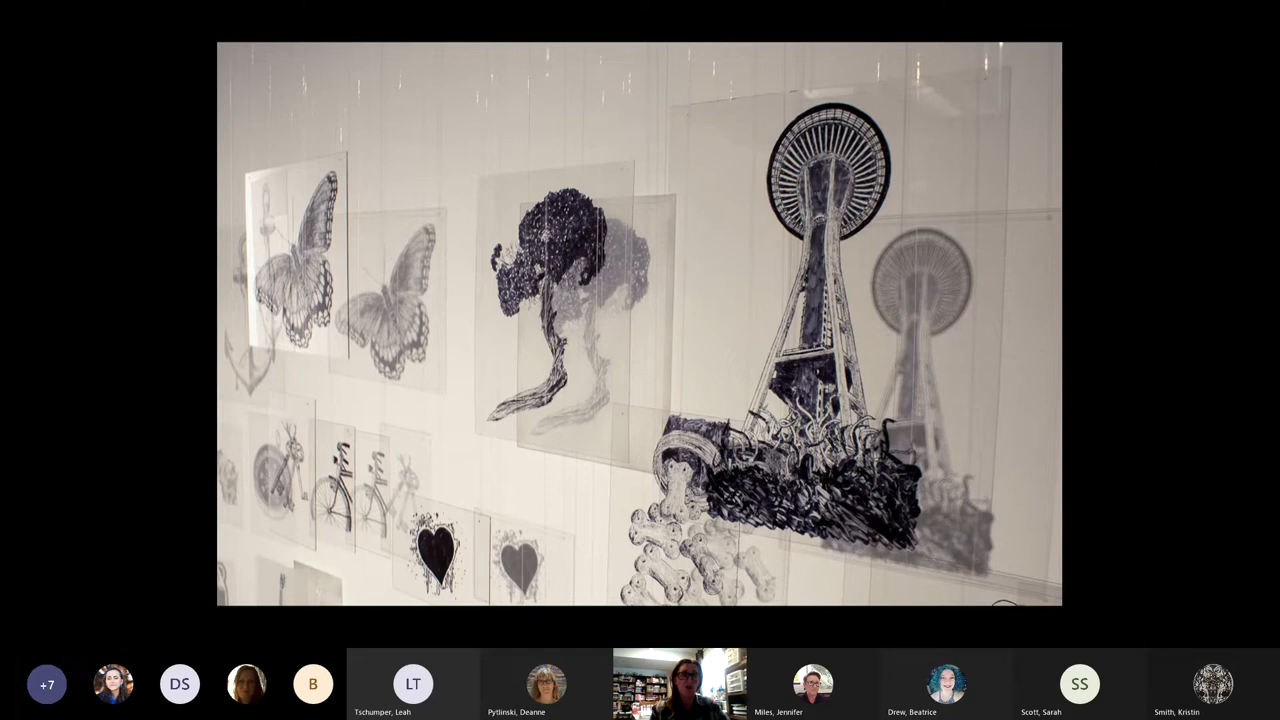 +7
DS
B
LT
Tschumper, Leah
Pytlinski, Deanne
Miles, Jennifer
Drew, Beatrice
SS
Scott, Sarah
Smith, Kristin